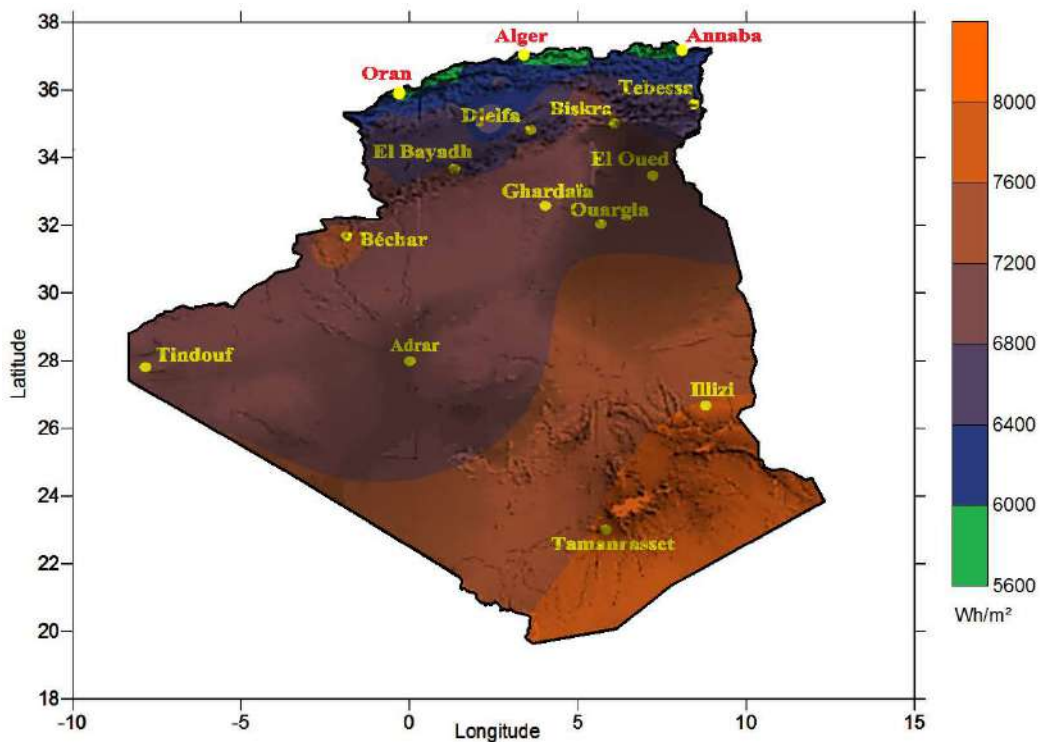 38
36
34
32
30
28
26
24
22
20
18
Latitude
-10
-5
0
5
10
15
Longitude
Alger
Annaba
Oran
Tebessa
Biskra
Djelfa
El Bayadh
El Oued
Ghardaïa
Ouargla
Béchar
Adrar
Tindouf
Illizi
Tamanrasset
8000
7600
7200
6800
6400
6000
5600
Wh/m²